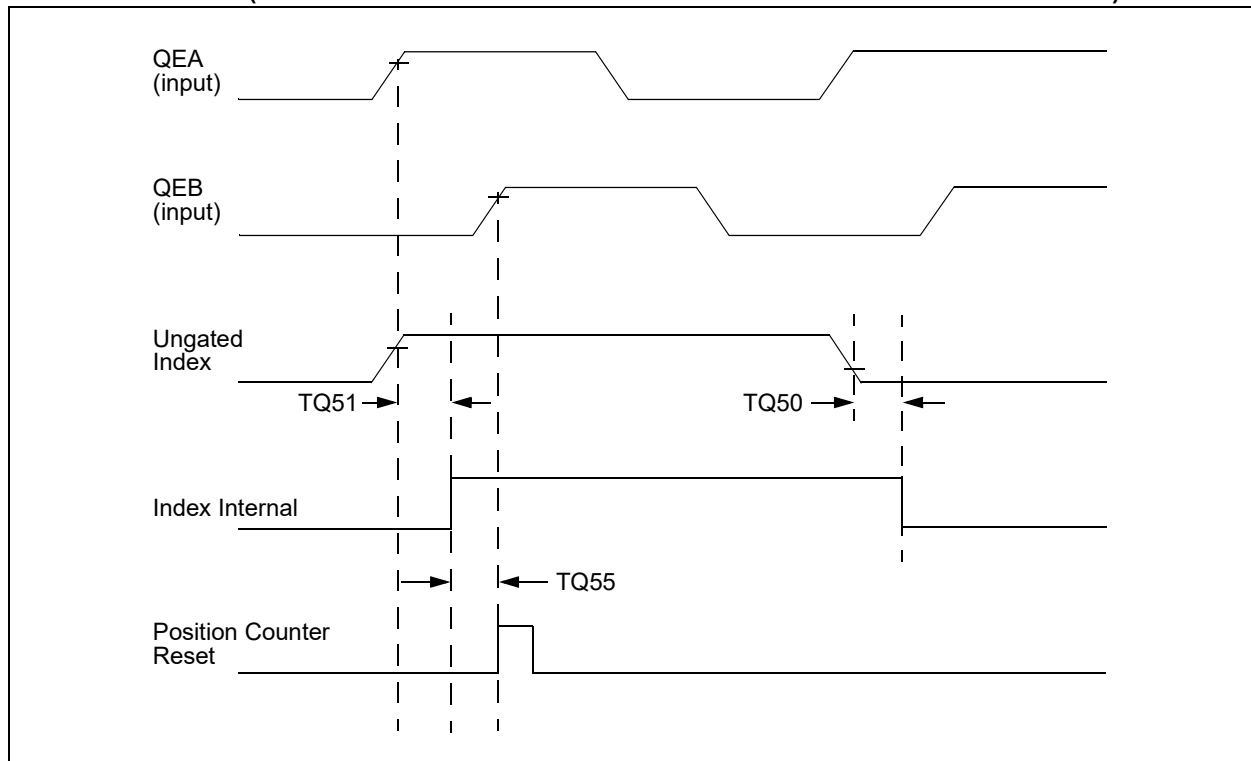 QEA
(input)
QEB
(input)
Ungated
Index
TQ51
TQ50
Index Internal
TQ55
Position Counter
Reset